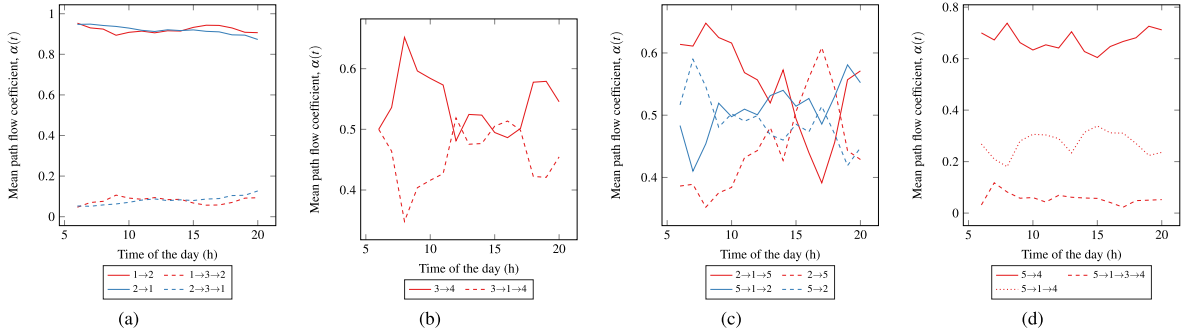 Mean path flow coefficient, α(t)
1
0.8
0.6
0.4
0.2
0
5 10 15 20
Time of the day (h)
1→2 1→3→2
2→1 2→3→1
(a)
Mean path flow coefficient, α(t)
0.6
0.5
0.4
5 10 15 20
Time of the day (h)
3→4 3→1→4
(b)
Mean path flow coefficient, α(t)
0.6
0.5
0.4
5 10 15 20
Time of the day (h)
2→1→5 2→5
5→1→2 5→2
(c)
Mean path flow coefficient, α(t)
0.8
0.6
0.4
0.2
0
5 10 15 20
Time of the day (h)
5→4 5→1→3→4
5→1→4
(d)